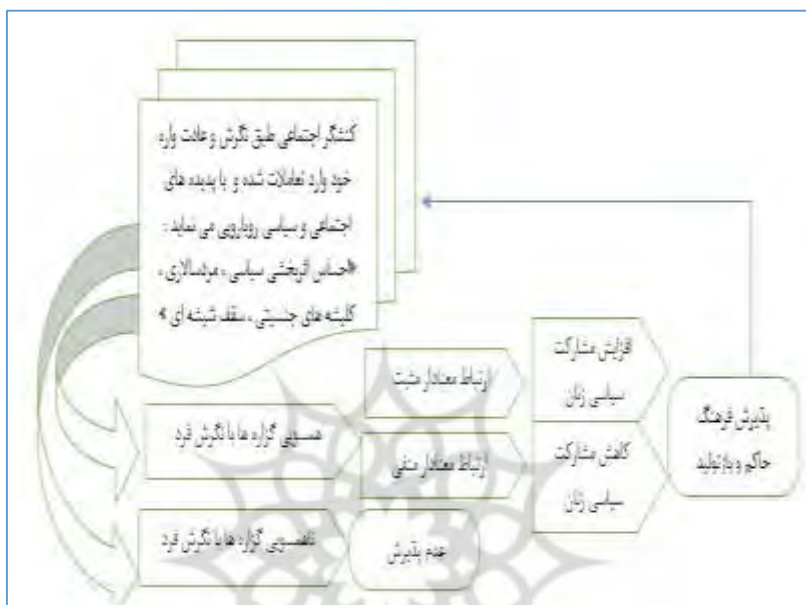 کنشگر اجتماعی طبق نگرش و عادت واره
خود وارد تعاملات شده و با پدیده های
اجتماعی و سیاسی رویارویی می نماید :
«احساس اثربخشی سیاسی ، مردسالاری ،
کلیشه های جنسیتی ، سقف شیشه ای »
افزایش مشارکت
سیاسی زنان
ارتباط معنادار مثبت
پذیرش فرهنگ
حاکم و بازتولید
همسویی گزاره ها با نگرش فرد
ارتباط معنادار منفی
کاهش مشارکت
سیاسی زنان
ناهمسویی گزاره ها با نگرش فرد
عدم پذیرش